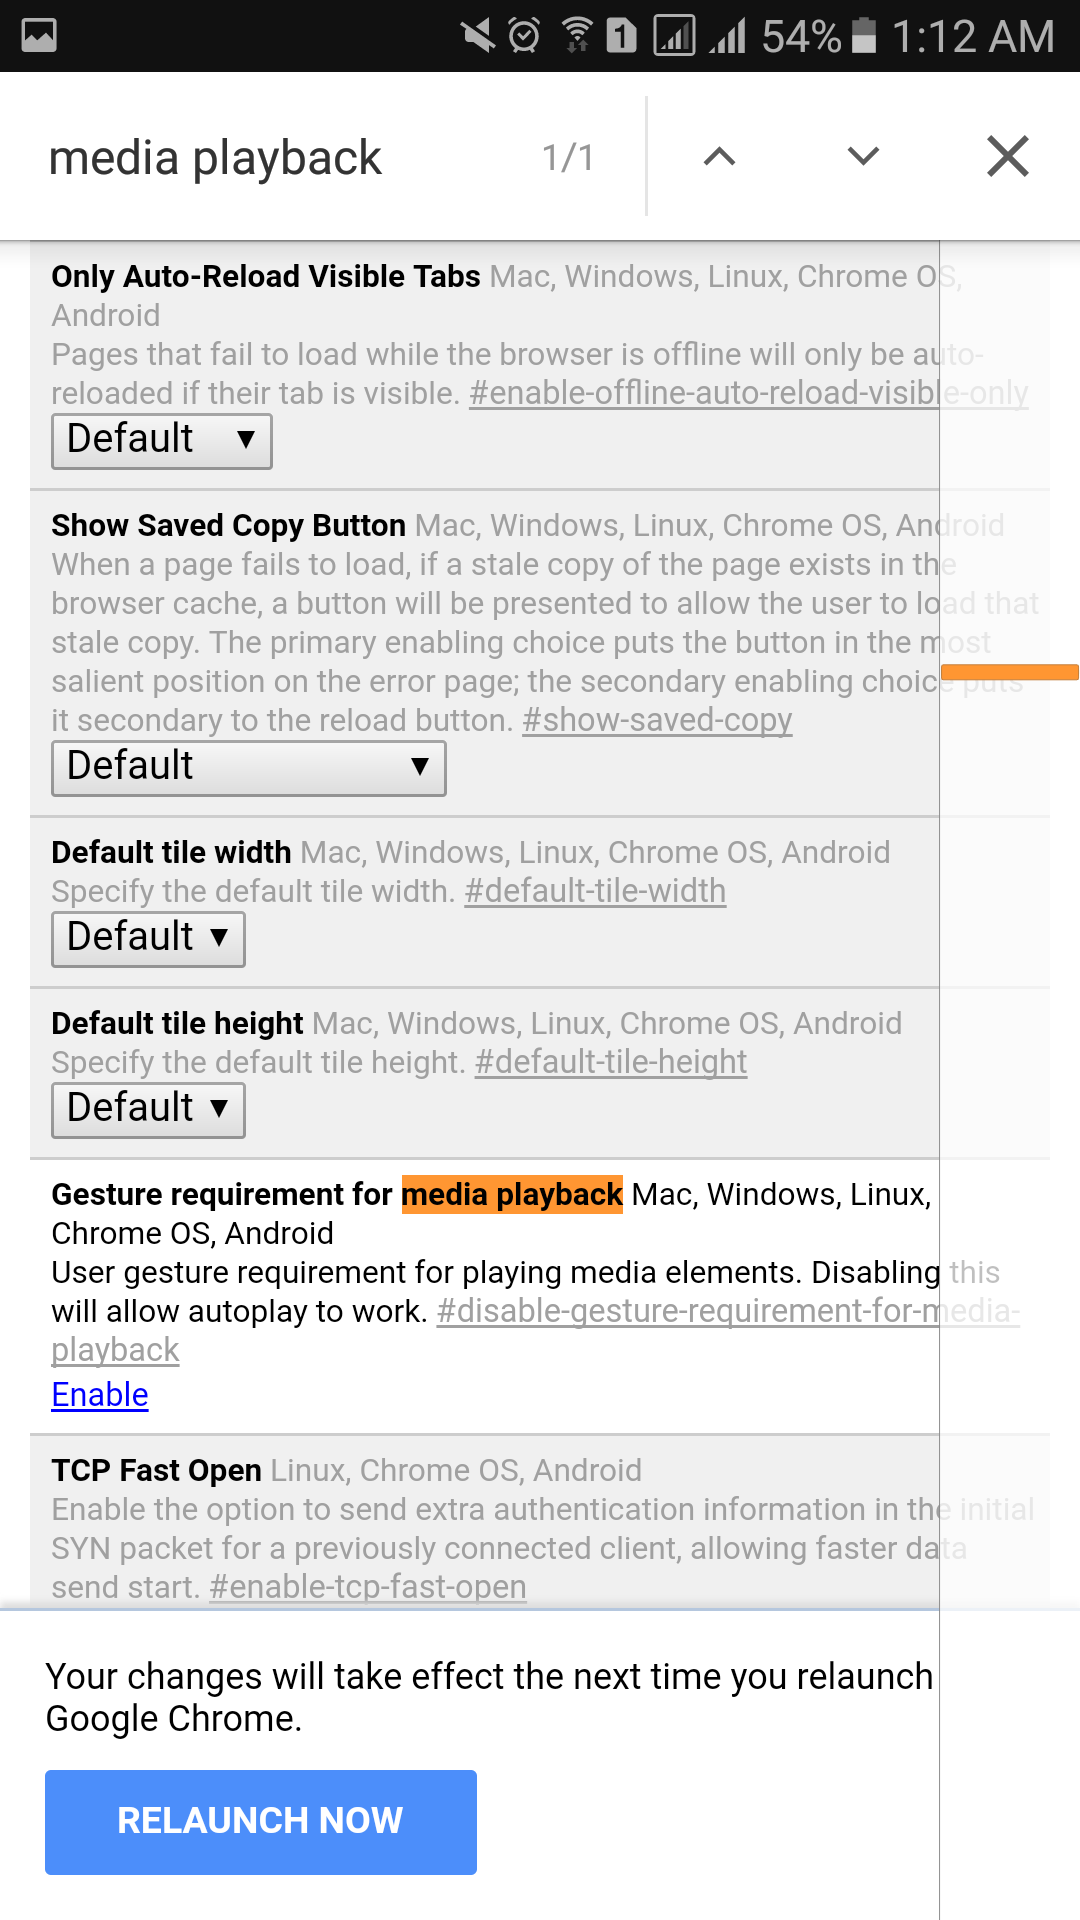 54% 1:12 AM
media playback 1/1
Only Auto-Reload Visible Tabs Mac, Windows, Linux, Chrome OS,
Android
Pages that fail to load while the browser is offline will only be auto-
reloaded if their tab is visible. #enable-offline-auto-reload-visible-only
Default
Show Saved Copy Button Mac, Windows, Linux, Chrome OS, Android
When a page fails to load, if a stale copy of the page exists in the
browser cache, a button will be presented to allow the user to load that
stale copy. The primary enabling choice puts the button in the most
salient position on the error page; the secondary enabling choice puts
it secondary to the reload button. #show-saved-copy
Default
Default tile width Mac, Windows, Linux, Chrome OS, Android
Specify the default tile width. #default-tile-width
Default
Default tile height Mac, Windows, Linux, Chrome OS, Android
Specify the default tile height. #default-tile-height
Default
Gesture requirement for media playback Mac, Windows, Linux,
Chrome OS, Android
User gesture requirement for playing media elements. Disabling this
will allow autoplay to work. #disable-gesture-requirement-for-media-
playback
Enable
TCP Fast Open Linux, Chrome OS, Android
Enable the option to send extra authentication information in the initial
SYN packet for a previously connected client, allowing faster data
send start. #enable-tcp-fast-open
Your changes will take effect the next time you relaunch
Google Chrome.
RELAUNCH NOW